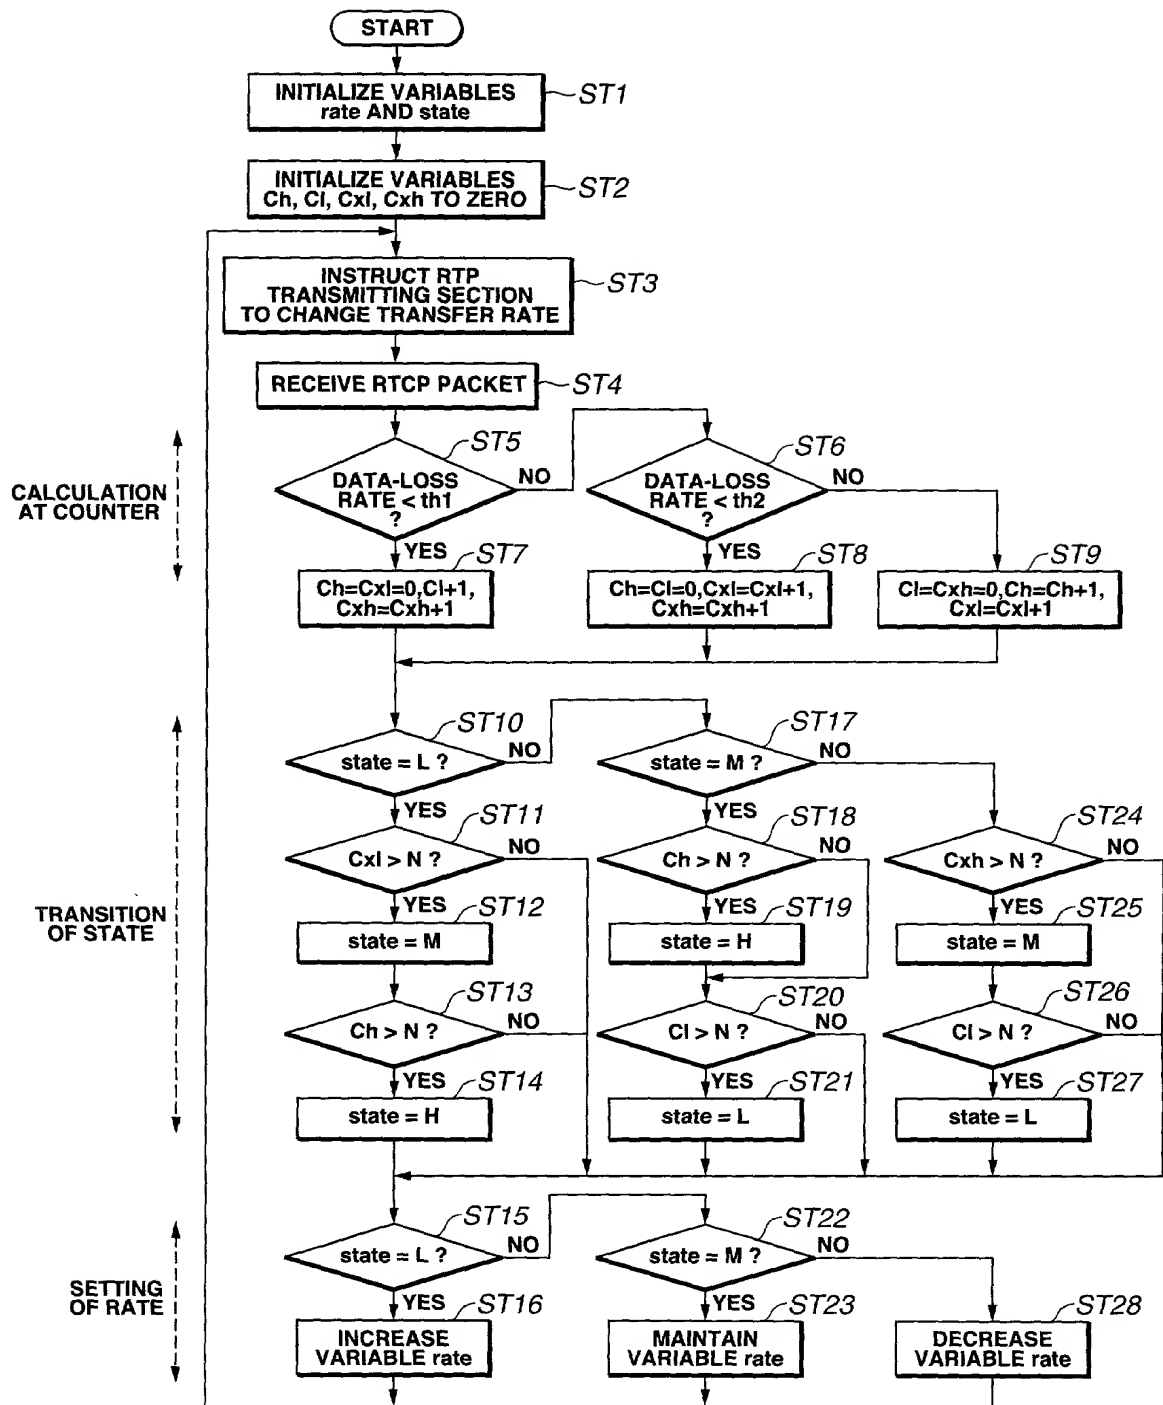 START
INITIALIZE VARIABLES
rate AND state
ST1
INITIALIZE VARIABLES
Ch, Cl, Cxl, Cxh TO ZERO
ST2
INSTRUCT RTP
TRANSMITTING SECTION
TO CHANGE TRANSFER RATE
ST3
RECEIVE RTCP PACKET
ST4
CALCULATION
AT COUNTER
ST5
DATA-LOSS
RATE < th1
?
NO
YES
ST6
DATA-LOSS
RATE < th2
?
NO
YES
ST7
Ch=Cxl=0,Cl+1,
Cxh=Cxh+1
ST8
Ch=Cl=0,Cxl=Cxl+1,
Cxh=Cxh+1
ST9
Cl=Cxh=0,Ch=Ch+1,
Cxl=Cxl+1
TRANSITION
OF STATE
ST10
state = L ?
NO
YES
ST17
state = M ?
NO
YES
ST11
Cxl > N ?
NO
YES
ST18
Ch > N ?
NO
YES
ST24
Cxh > N ?
NO
YES
ST12
state = M
ST19
state = H
ST25
state = M
ST13
Ch > N ?
NO
YES
ST20
Cl > N ?
NO
YES
ST26
Cl > N ?
NO
YES
ST14
state = H
ST21
state = L
ST27
state = L
SETTING
OF RATE
ST15
state = L ?
NO
YES
ST22
state = M ?
NO
YES
ST16
INCREASE
VARIABLE rate
ST23
MAINTAIN
VARIABLE rate
ST28
DECREASE
VARIABLE rate